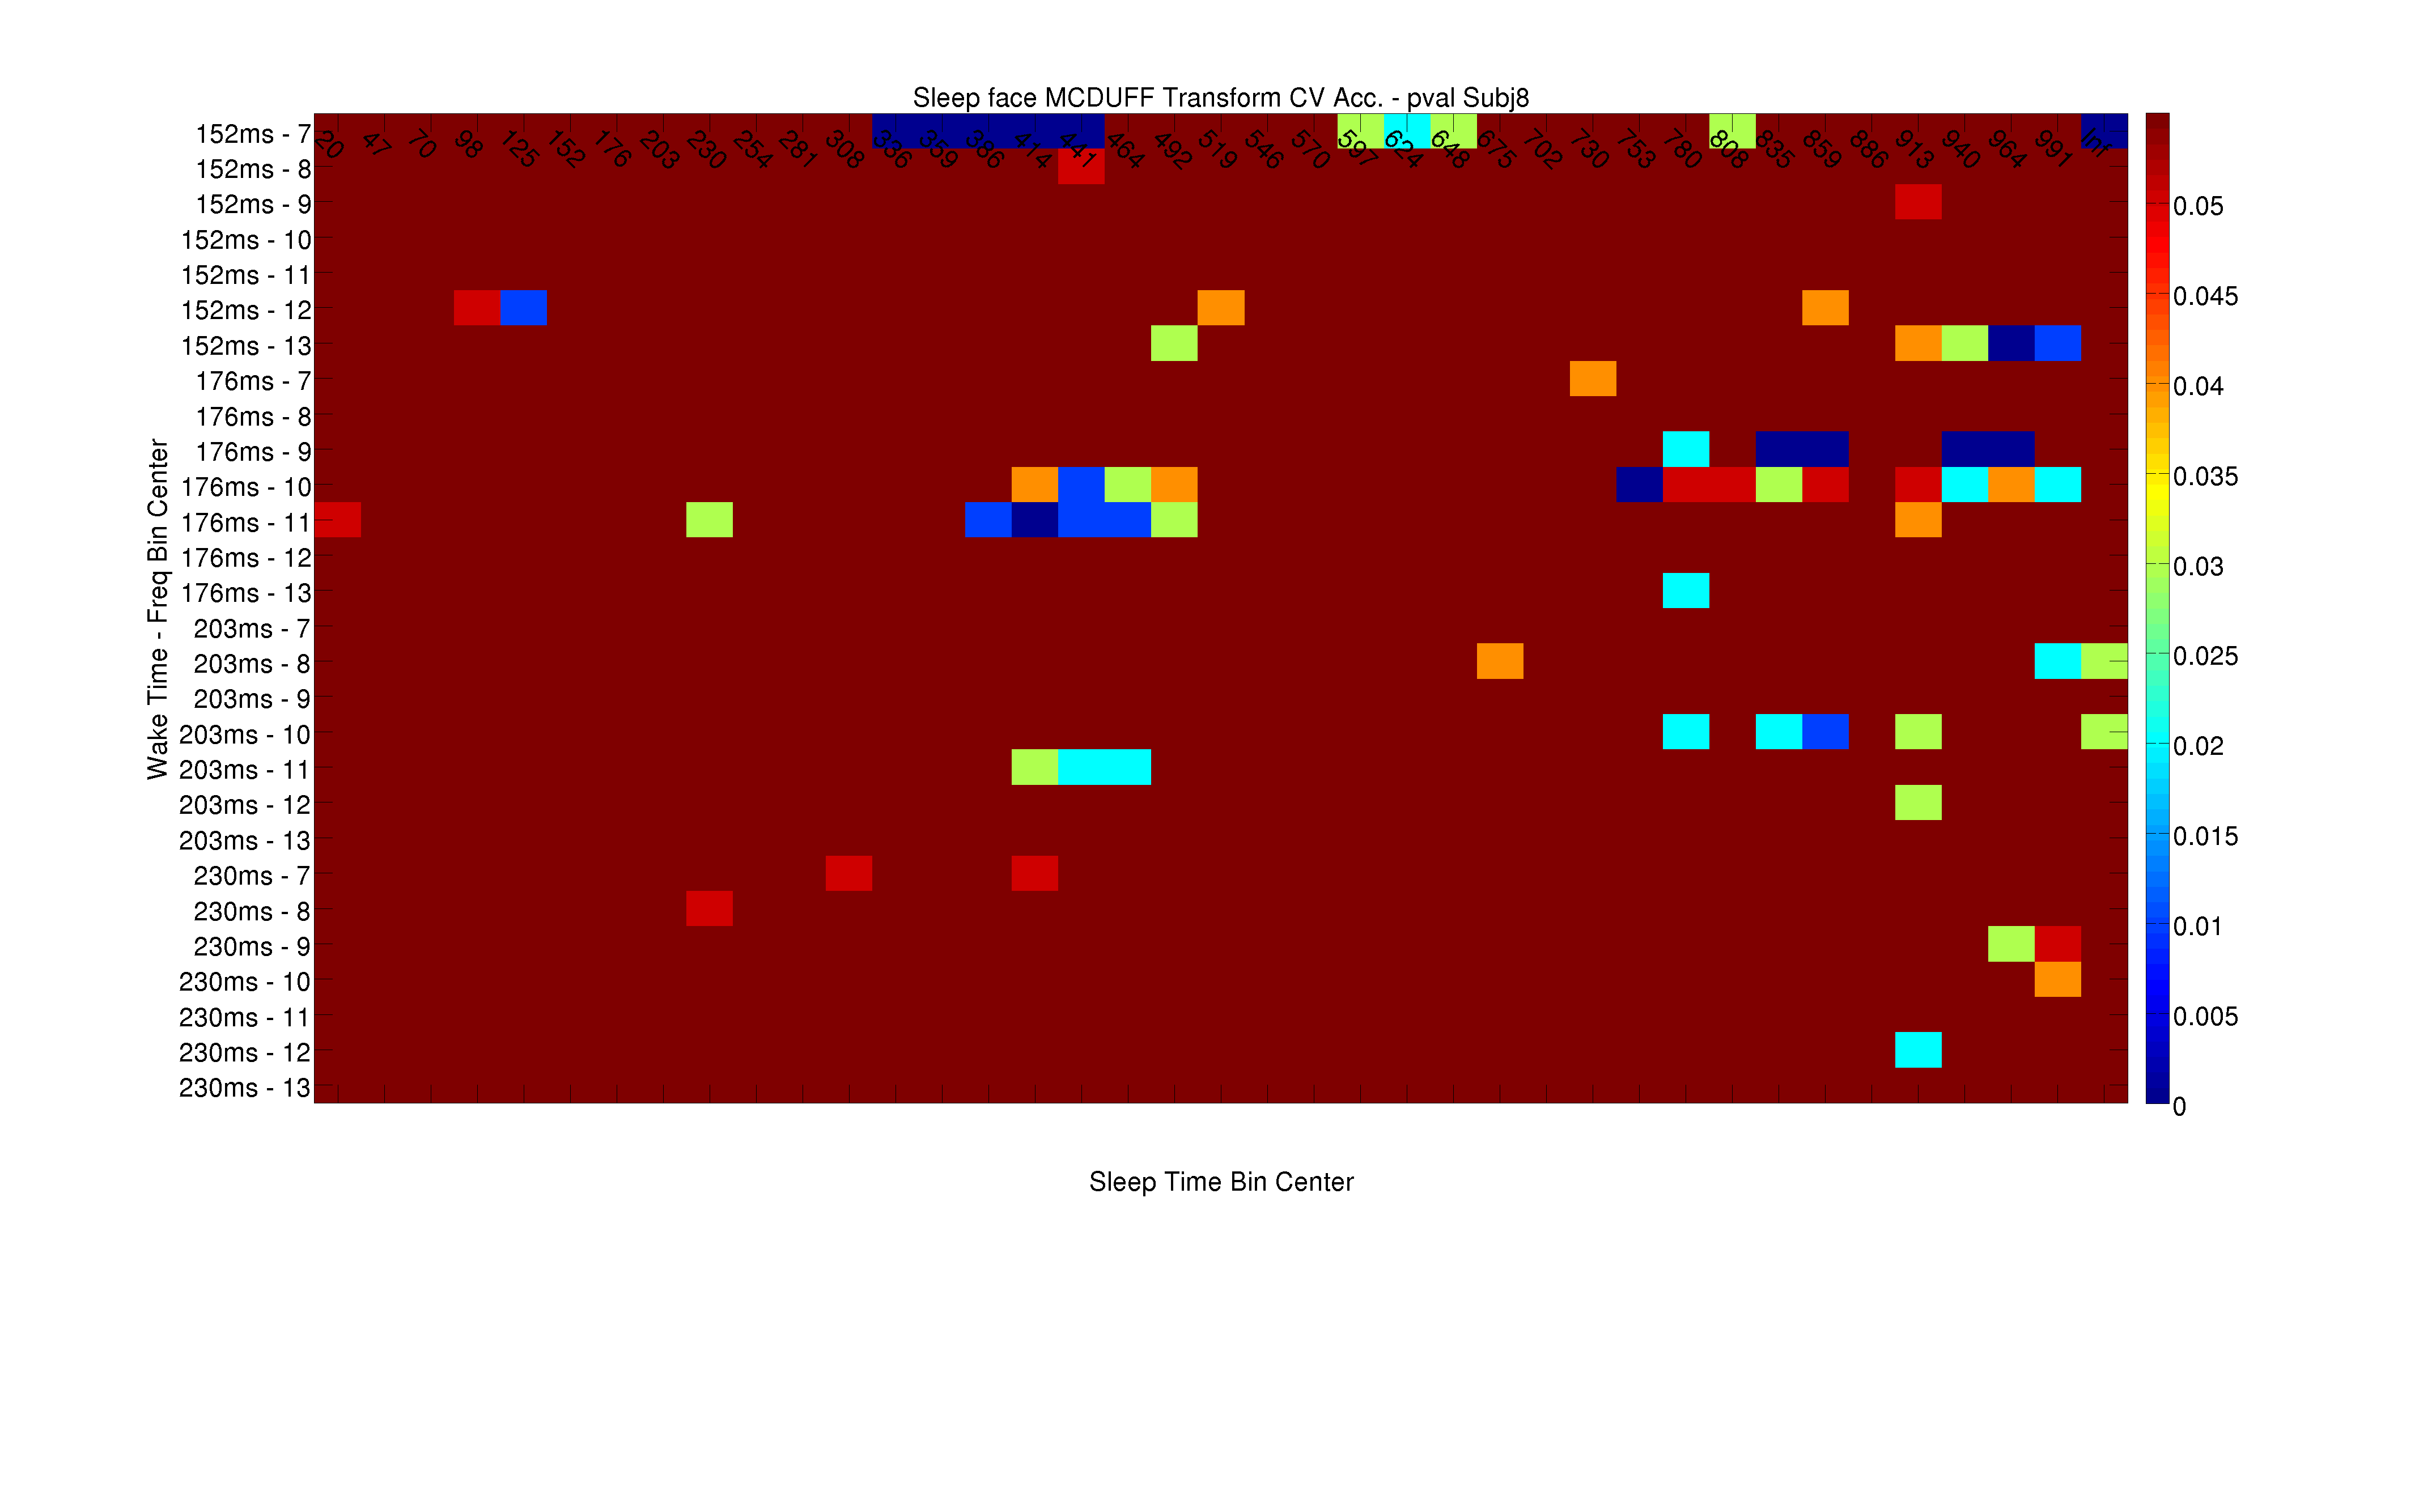 Sleep face MCDUFF Transform CV Acc. - pval Subj8
152ms - 7
152ms - 8
152ms - 9
152ms - 10
152ms - 11
152ms - 12
152ms - 13
176ms - 7
176ms - 8
176ms - 9
176ms - 10
176ms - 11
176ms - 12
176ms - 13
203ms - 7
203ms - 8
203ms - 9
203ms - 10
203ms - 11
203ms - 12
203ms - 13
230ms - 7
230ms - 8
230ms - 9
230ms - 10
230ms - 11
230ms - 12
230ms - 13
Wake Time - Freq Bin Center
20 47 70 98 125 152 176 203 230 254 281 308 336 359 386 414 441 464 492 519 546 570 597 624 648 675 702 730 753 780 808 835 859 886 913 940 964 991 Inf
Sleep Time Bin Center
0.05
0.045
0.04
0.035
0.03
0.025
0.02
0.015
0.01
0.005
0